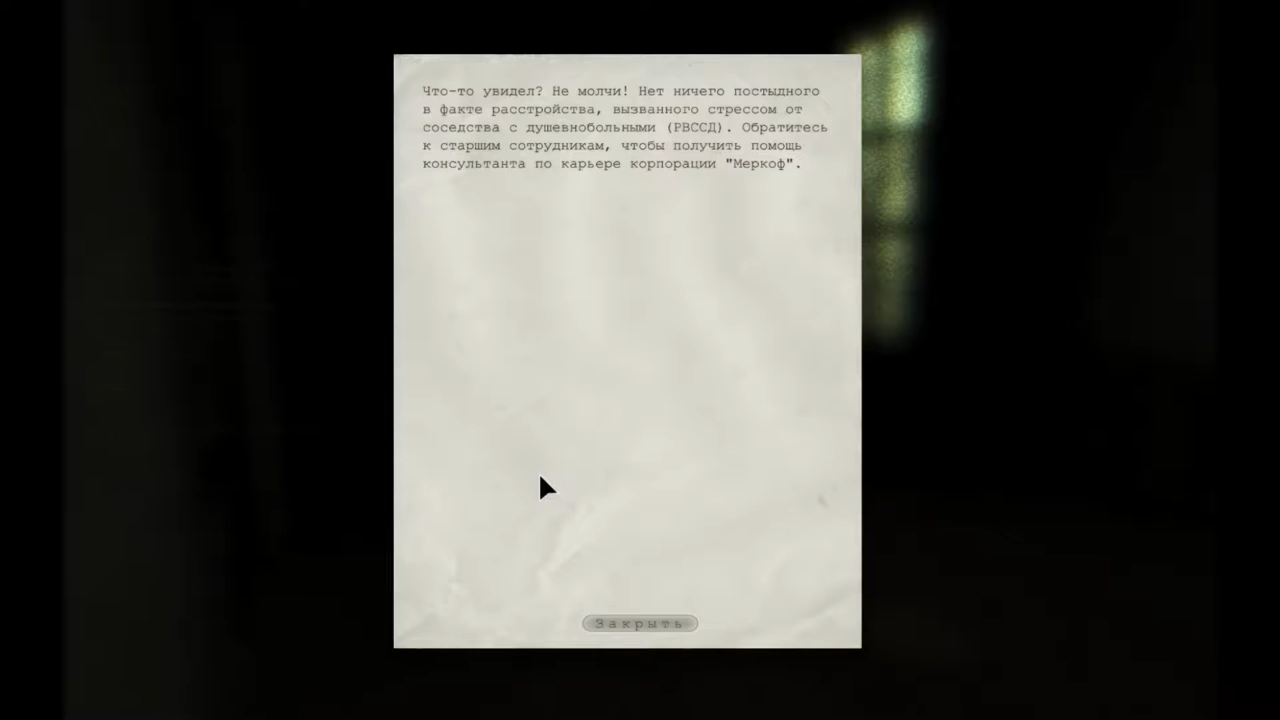 Что-то увидел? Не молчи! Нет ничего постыдного
в факте расстройства, вызванного стрессом от
соседства с душевнобольными (РВССД). Обратитесь
к старшим сотрудникам, чтобы получить помощь
консультанта по карьере корпорации "Меркоф".
Закрыть